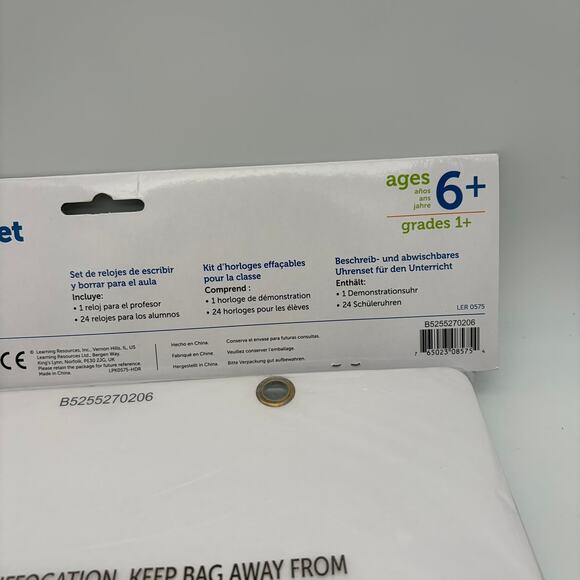 ages
años
ans
jahre
6+
grades 1+
et
Set de relojes de escribir
y borrar para el aula
Incluye:
• 1 reloj para el profesor
• 24 relojes para los alumnos
Kit d'horloges effaçables
pour la classe
Comprend :
• 1 horloge de démonstration
• 24 horloges pour les élèves
Beschreib- und abwischbares
Uhrenset für den Unterricht
Enthält:
• 1 Demonstrationsuhr
• 24 Schüleruhren
LER 0575
B5255270206
7 65023 08575 4
CE
© Learning Resources, Inc., Vernon Hills, IL, US
Learning Resources Ltd., Bergen Way,
King's Lynn, Norfolk, PE30 2JG, UK
Please retain the package for future reference.
Made in China. LPK0575-HDR
Hecho en China. Conserva el envase para futuras consultas.
Fabriqué en Chine. Veuillez conserver l'emballage.
Hergestellt in China. Bitte Verpackung gut aufbewahren.
B5255270206
KEEP BAG AWAY FROM